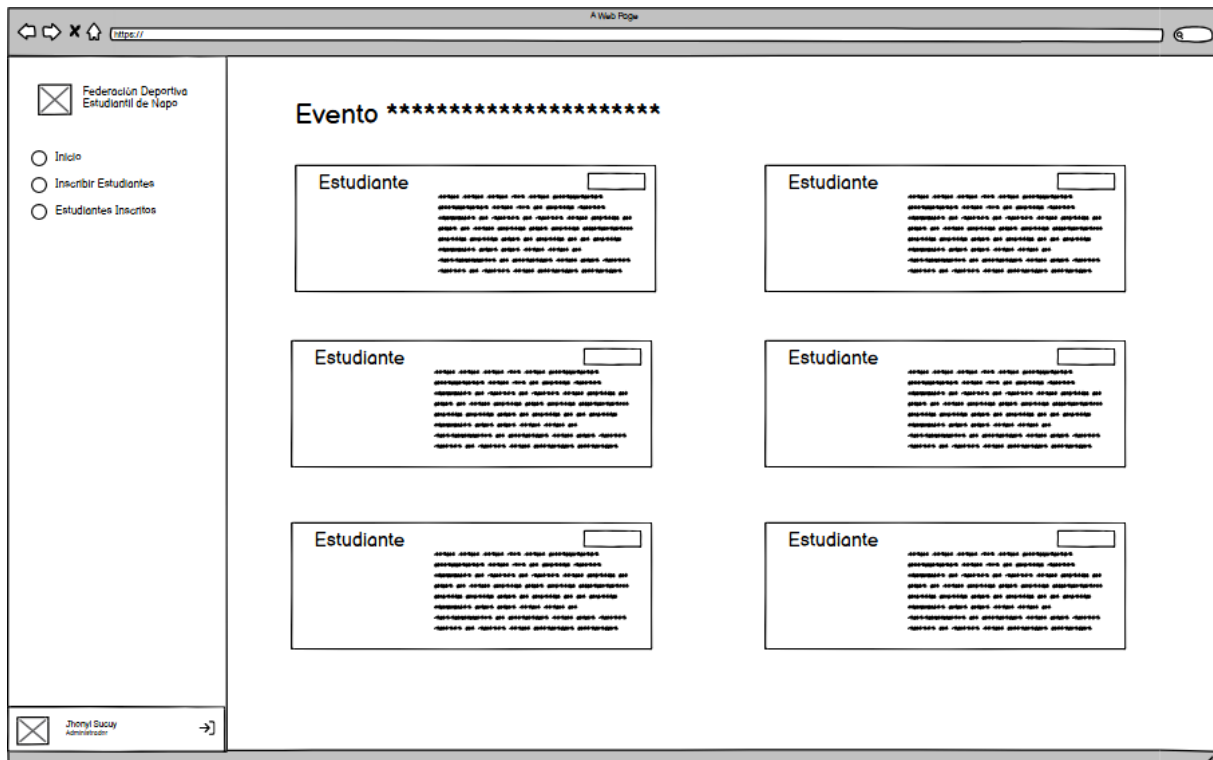 A Web Page
https://
Federación Deportiva
Estudiantil de Napo
Inicio
Inscribir Estudiantes
Estudiantes Inscritos
Evento **********************
Estudiante
Estudiante
Estudiante
Estudiante
Estudiante
Estudiante
Jhonyl Sucuy
Administrador